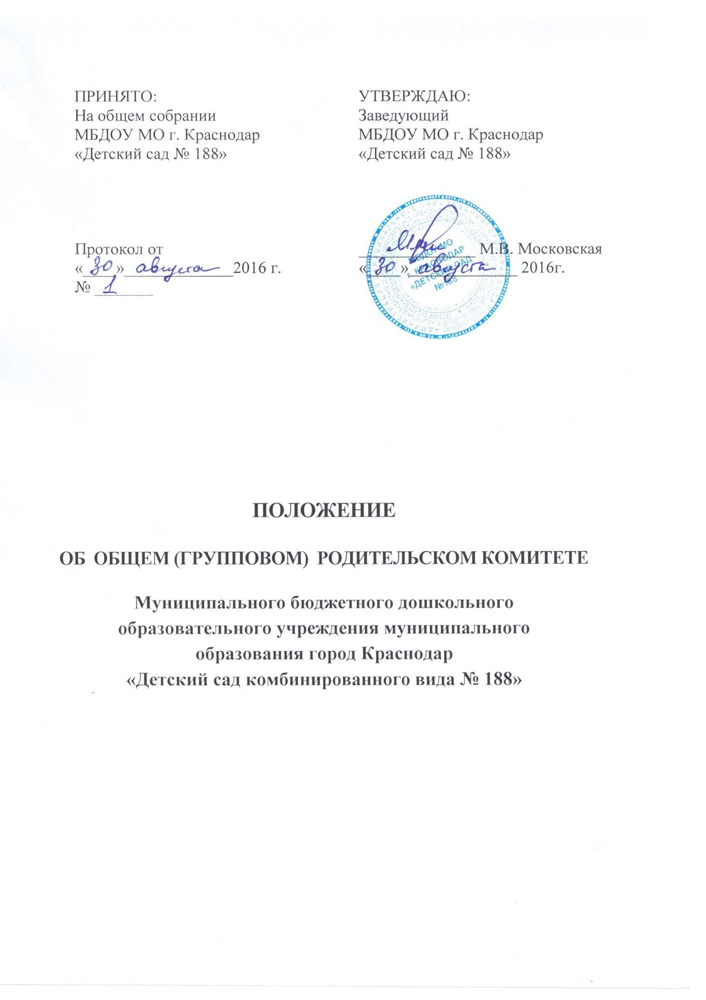 ПРИНЯТО:
На общем собрании
МБДОУ МО г. Краснодар
«Детский сад № 188»
Протокол от
«30» августа 2016 г.
№ 1
УТВЕРЖДАЮ:
Заведующий
МБДОУ МО г. Краснодар
«Детский сад № 188»
М.В. Московская
«30» августа 2016г.
МБДОУ МО
г. КРАСНОДАР
«ДЕТСКИЙ САД
№188
ПОЛОЖЕНИЕ
ОБ ОБЩЕМ (ГРУППОВОМ) РОДИТЕЛЬСКОМ КОМИТЕТЕ
Муниципального бюджетного дошкольного
образовательного учреждения муниципального
образования город Краснодар
«Детский сад комбинированного вида № 188»